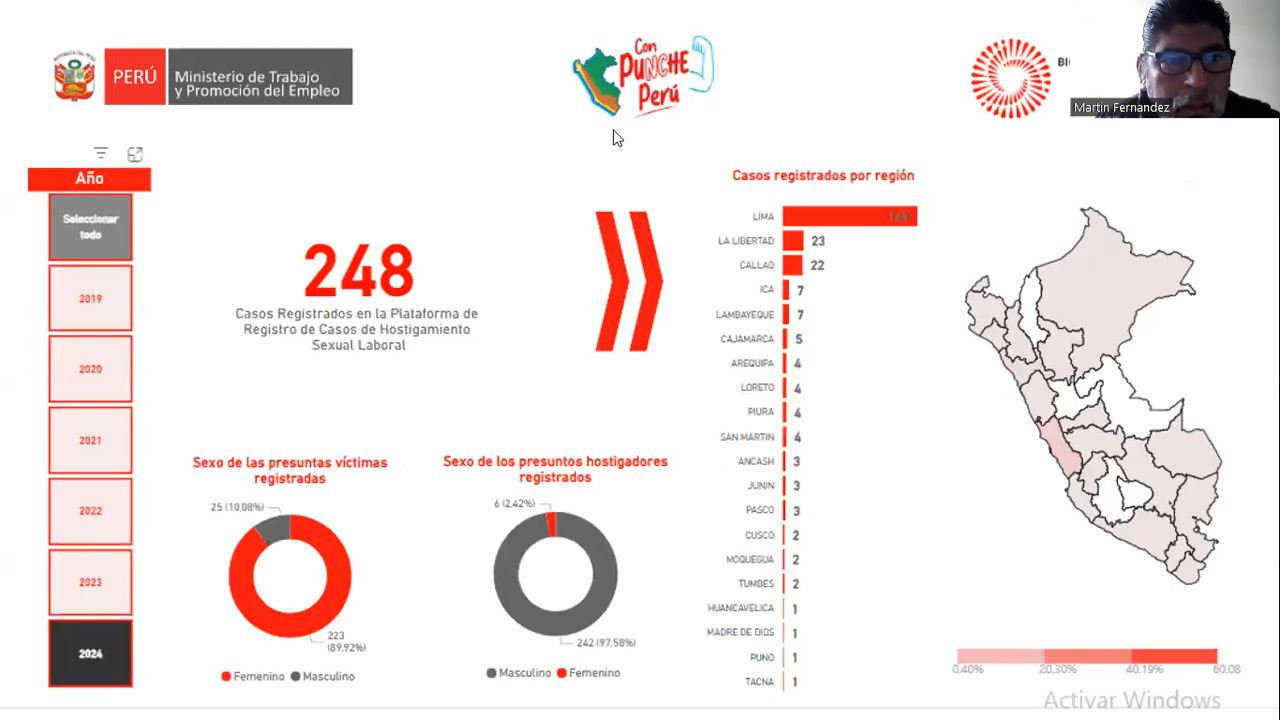 REPÚBLICA DEL PERÚ
PERÚ
Ministerio de Trabajo
y Promoción del Empleo
Con
PUNCHE
Perú
Martin Fernandez
Año
Seleccionar
todo
2019
2020
2021
2022
2023
2024
248
Casos Registrados en la Plataforma de
Registro de Casos de Hostigamiento
Sexual Laboral
Sexo de las presuntas víctimas
registradas
25 (10,08%)
223
(89.92%)
Femenino Masculino
Sexo de los presuntos hostigadores
registrados
6 (2,42%)
242 (97.58%)
Masculino Femenino
Casos registrados por región
LIMA 149
LA LIBERTAD 23
CALLAO 22
ICA 7
LAMBAYEQUE 7
CAJAMARCA 5
AREQUIPA 4
LORETO 4
PIURA 4
SAN MARTIN 4
ANCASH 3
JUNIN 3
PASCO 3
CUSCO 2
MOQUEGUA 2
TUMBES 2
HUANCAVELICA 1
MADRE DE DIOS 1
PUNO 1
TACNA 1
0.40% 20.30% 40.19% 60.08
Activar Windows